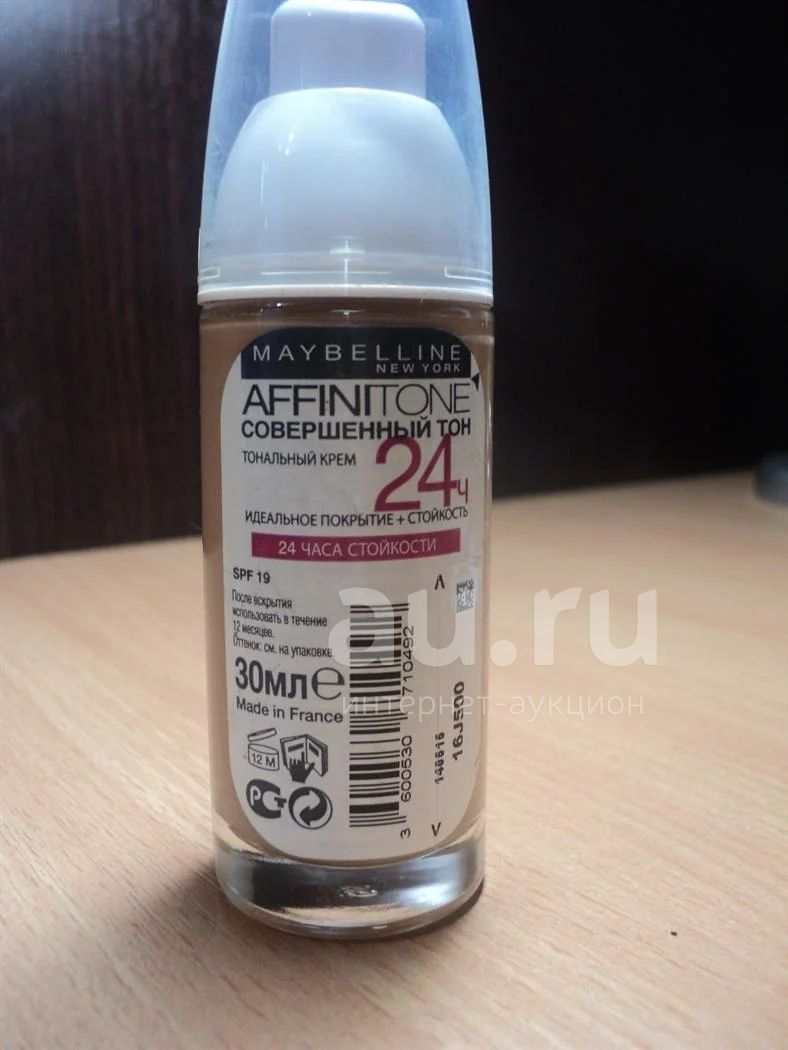 MAYBELLINE
NEW YORK
AFFINITONE
СОВЕРШЕННЫЙ ТОН
ТОНАЛЬНЫЙ КРЕМ
24ч
ИДЕАЛЬНОЕ ПОКРЫТИЕ + СТОЙКОСТЬ
24 ЧАСА СТОЙКОСТИ
SPF 19
После вскрытия
использовать в течение
12 месяцев.
Оттенок: см. на упаковке.
30МЛ℮
Made in France
12 M
РСТ
3 600530 710492
140616
16J500
au.ru
интернет-аукцион